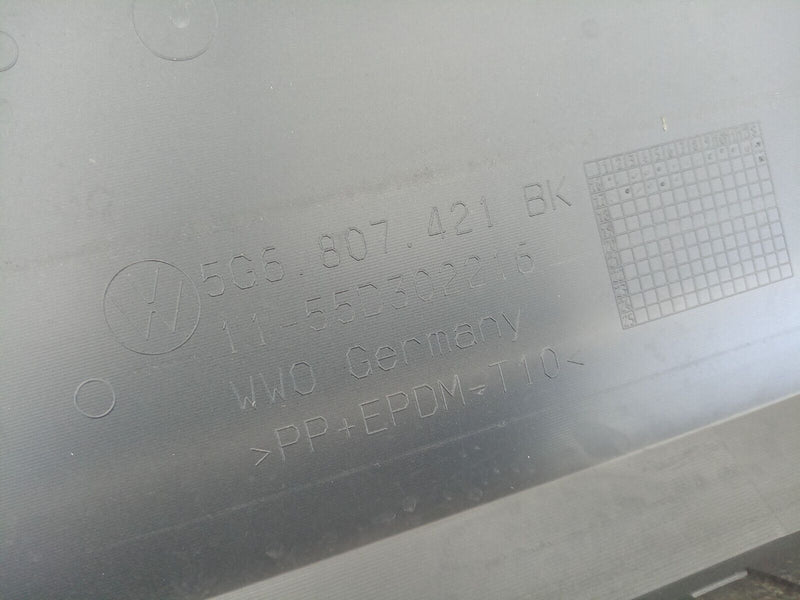 5G6.807.421 BK
11-55D302216
WWO Germany
>PP+EPDM-T10<